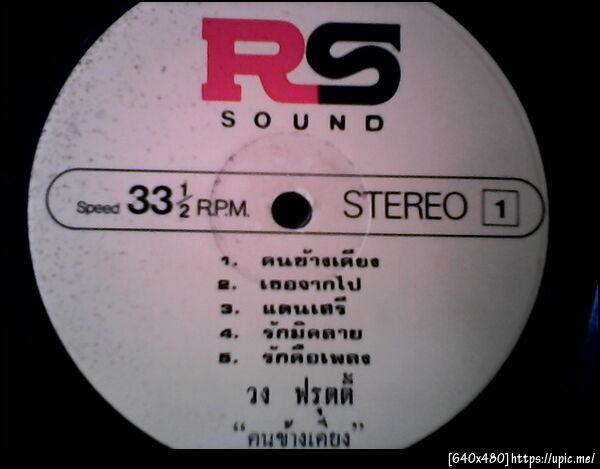 RS
SOUND
Speed 33 1/2 R.P.M. STEREO 1
1. คนข้างเคียง
2. เธอจากไป
3. แดนเสรี
4. รักมิคลาย
5. รักคือเพลง
วง ฟรุตตี้
“คนข้างเคียง”
[640x480]https://upic.me/